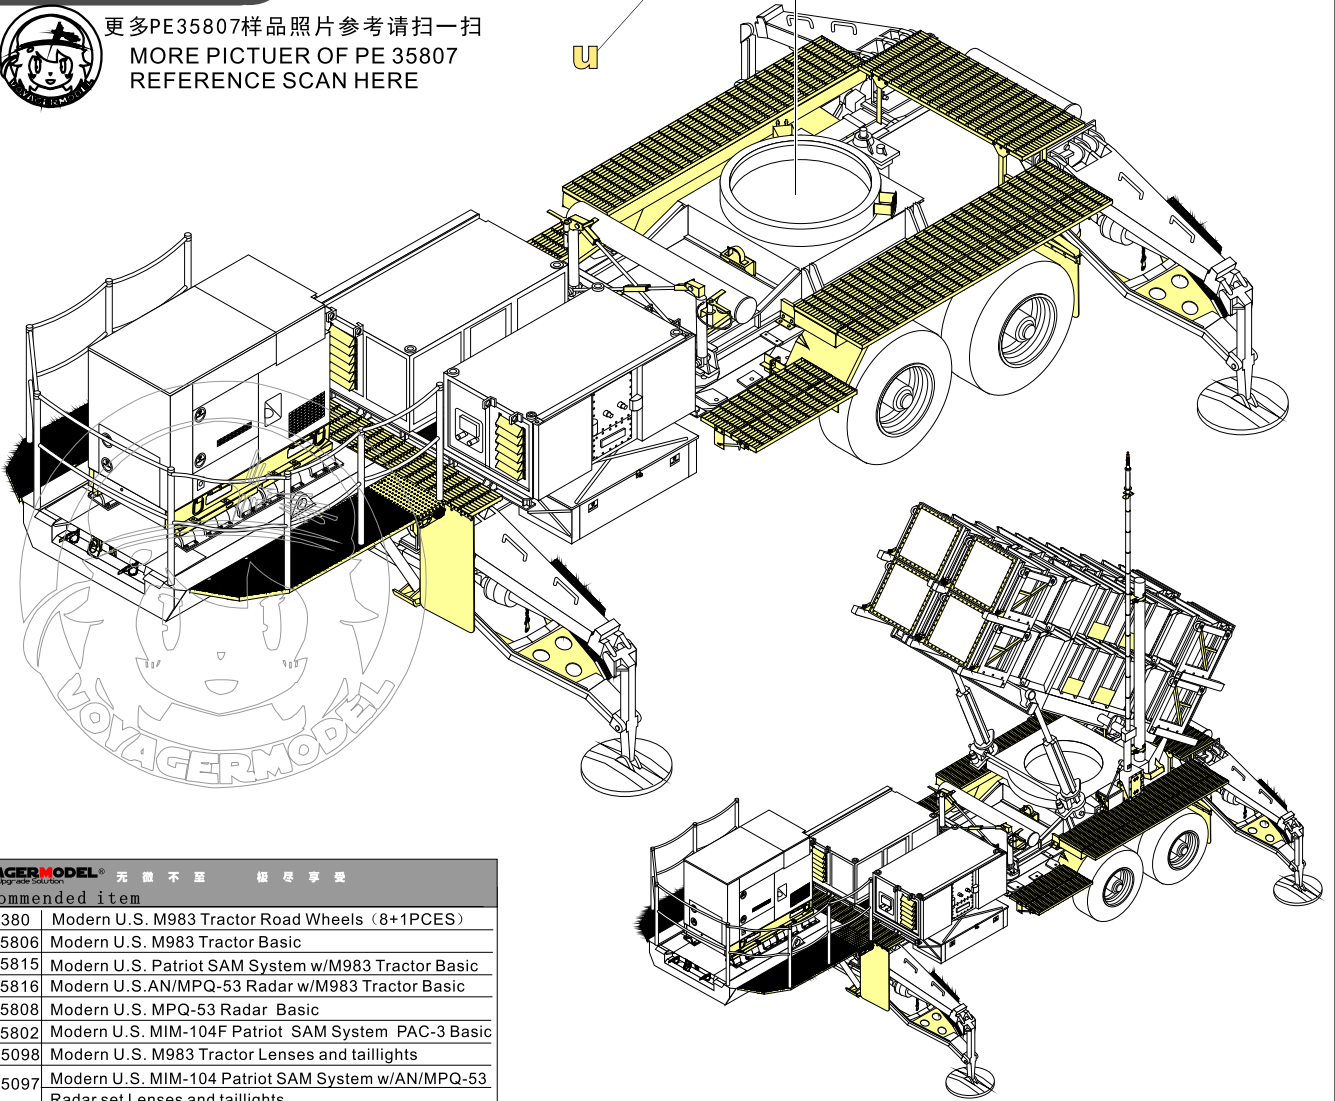 更多PE35807样品照片参考请扫一扫
MORE PICTUER OF PE 35807
REFERENCE SCAN HERE
VOYAGERMODEL
u
VOYAGERMODEL
AGERMODEL® 无 微 不 至 极 尽 享 受
Upgrade Solution
ommended item
380 Modern U.S. M983 Tractor Road Wheels（8+1PCES）
5806 Modern U.S. M983 Tractor Basic
5815 Modern U.S. Patriot SAM System w/M983 Tractor Basic
5816 Modern U.S.AN/MPQ-53 Radar w/M983 Tractor Basic
5808 Modern U.S. MPQ-53 Radar Basic
5802 Modern U.S. MIM-104F Patriot SAM System PAC-3 Basic
5098 Modern U.S. M983 Tractor Lenses and taillights
5097 Modern U.S. MIM-104 Patriot SAM System w/AN/MPQ-53
Radar set Lenses and taillights